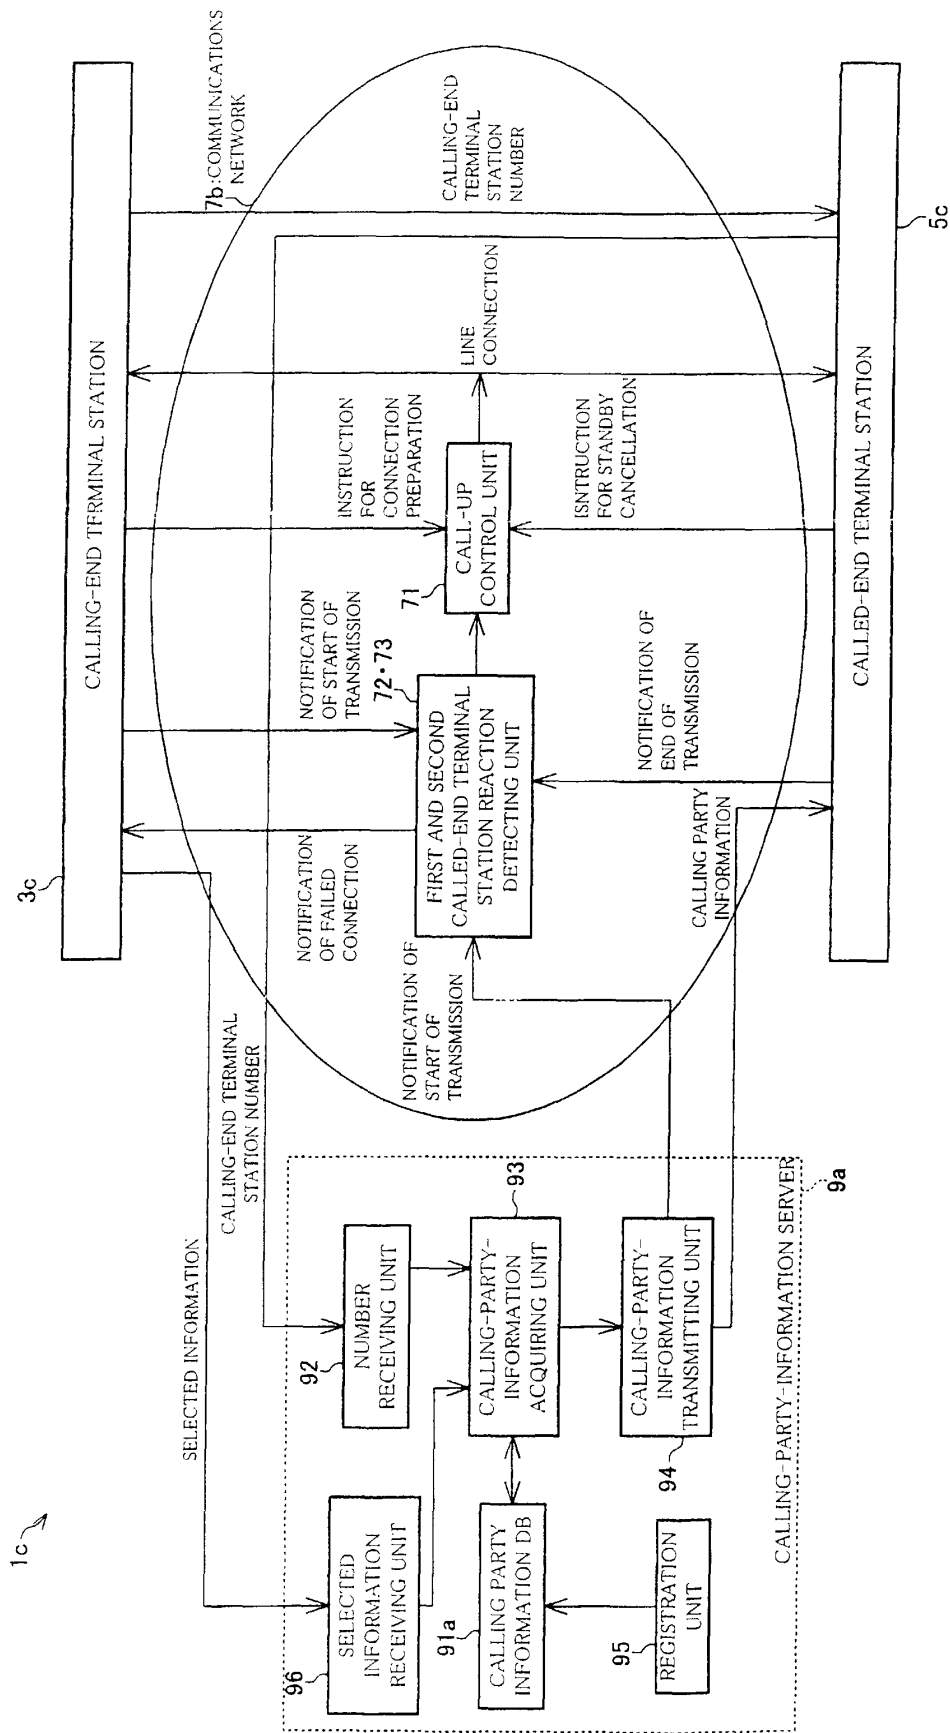 1c
3c
CALLING-END TERMINAL STATION
7b:COMMUNICATIONS
NETWORK
SELECTED INFORMATION
CALLING-END TERMINAL
STATION NUMBER
NOTIFICATION
OF FAILED
CONNECTION
NOTIFICATION
OF START OF
TRANSMISSION
INSTRUCTION
FOR
CONNECTION
PREPARATION
CALLING-END
TERMINAL
STATION
NUMBER
NOTIFICATION OF
START OF
TRANSMISSION
72·73
FIRST AND SECOND
CALLED-END TERMINAL
STATION REACTION
DETECTING UNIT
71
CALL-UP
CONTROL UNIT
LINE
CONNECTION
ISNTRUCTION
FOR STANDBY
CANCELLATION
NOTIFICATION OF
END OF
TRANSMISSION
CALLING PARTY
INFORMATION
CALLED-END TERMINAL STATION
5c
96
SELECTED
INFORMATION
RECEIVING UNIT
92
NUMBER
RECEIVING UNIT
91a
CALLING PARTY
INFORMATION DB
93
CALLING-PARTY-
INFORMATION
ACQUIRING UNIT
95
REGISTRATION
UNIT
94
CALLING-PARTY-
INFORMATION
TRANSMITTING UNIT
CALLING-PARTY-INFORMATION SERVER
9a